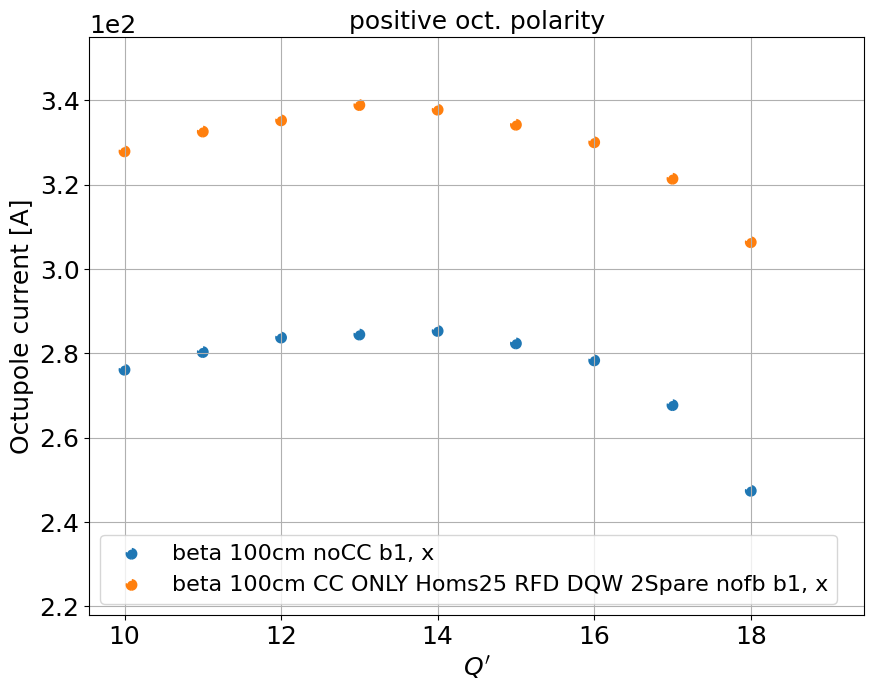 positive oct. polarity
1e2
3.4
3.2
3.0
2.8
2.6
2.4
2.2
Octupole current [A]
beta 100cm noCC b1, x
beta 100cm CC ONLY Homs25 RFD DQW 2Spare nofb b1, x
10 12 14 16 18
Q′